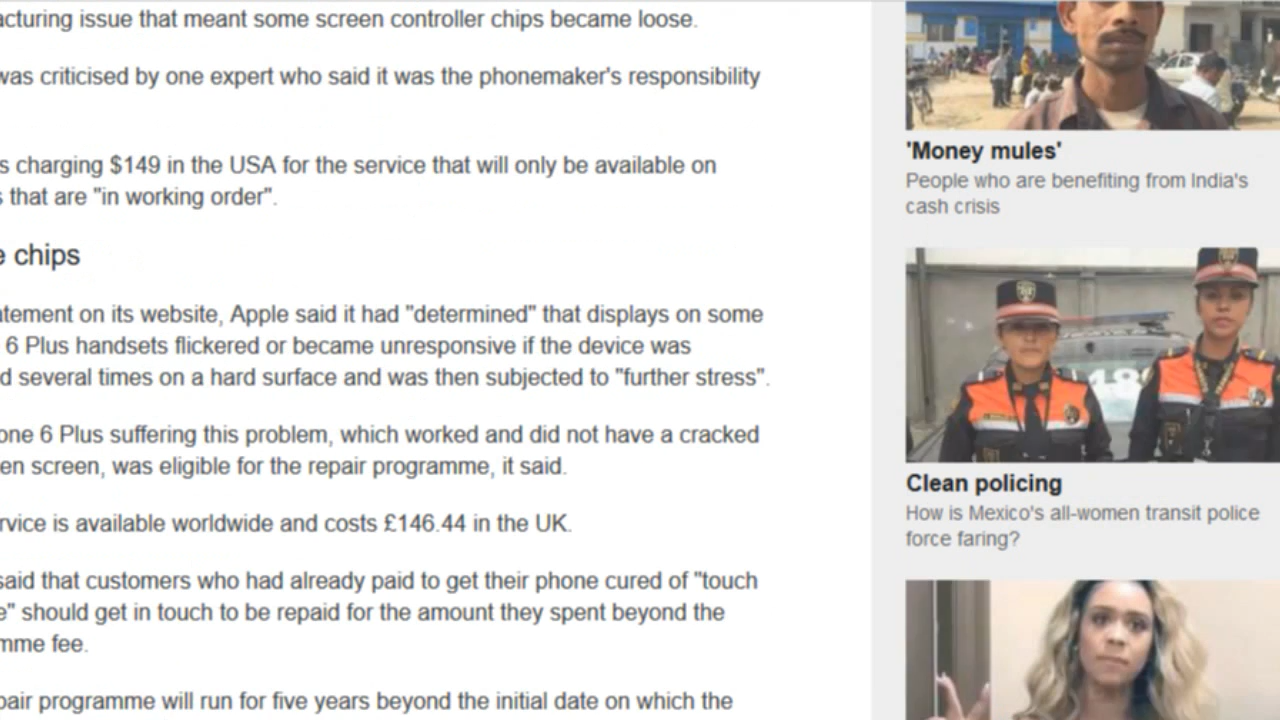 acturing issue that meant some screen controller chips became loose.
was criticised by one expert who said it was the phonemaker's responsibility
s charging $149 in the USA for the service that will only be available on
s that are "in working order".
e chips
atement on its website, Apple said it had "determined" that displays on some
6 Plus handsets flickered or became unresponsive if the device was
d several times on a hard surface and was then subjected to "further stress".
one 6 Plus suffering this problem, which worked and did not have a cracked
en screen, was eligible for the repair programme, it said.
rvice is available worldwide and costs £146.44 in the UK.
said that customers who had already paid to get their phone cured of "touch
e" should get in touch to be repaid for the amount they spent beyond the
mme fee.
pair programme will run for five years beyond the initial date on which the
'Money mules'
People who are benefiting from India's
cash crisis
Clean policing
How is Mexico's all-women transit police
force faring?